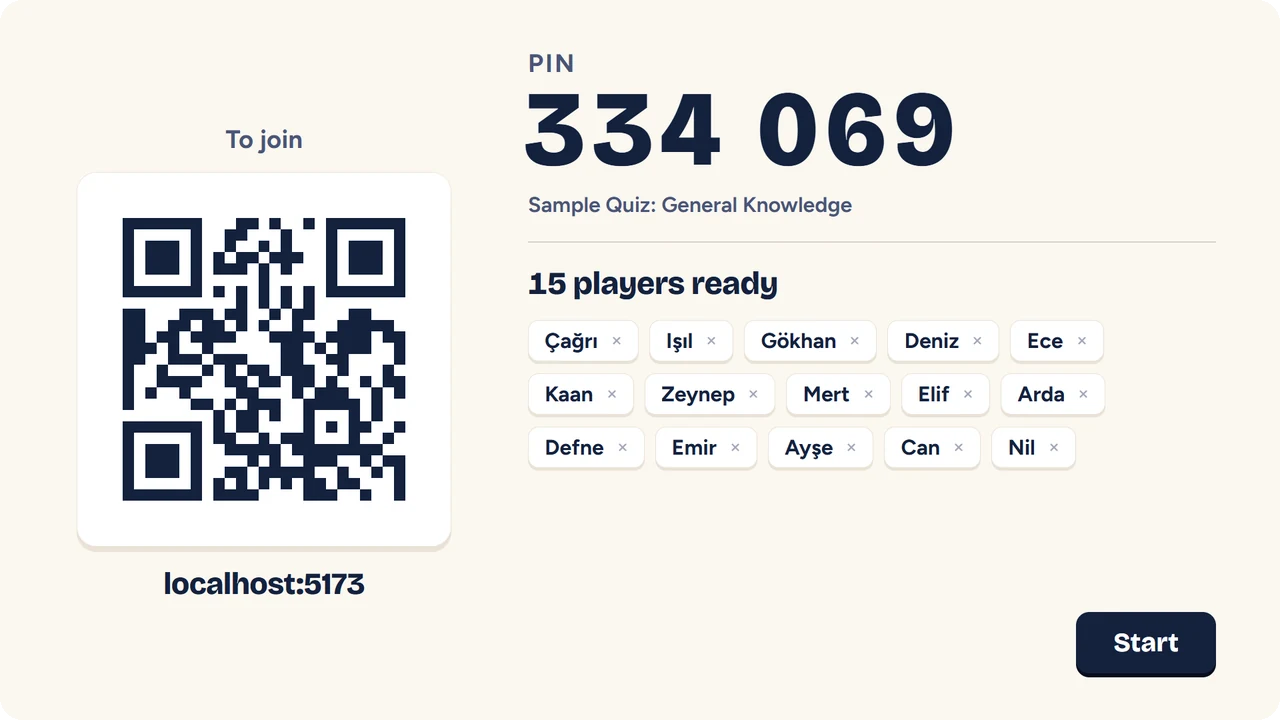 To join
localhost:5173
PIN
334 069
Sample Quiz: General Knowledge
15 players ready
Çağrı × Işıl × Gökhan × Deniz × Ece ×
Kaan × Zeynep × Mert × Elif × Arda ×
Defne × Emir × Ayşe × Can × Nil ×
Start